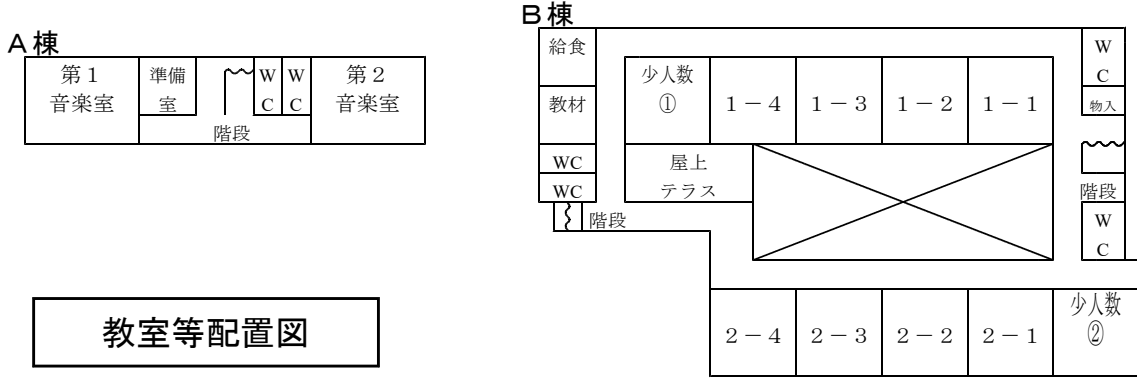 A棟
第1
音楽室
準備
室
W
C
W
C
第2
音楽室
階段
教室等配置図
B棟
給食
教材
WC
WC
階段
少人数
①
1－4
1－3
1－2
1－1
屋上
テラス
W
C
物入
階段
W
C
2－4
2－3
2－2
2－1
少人数
②